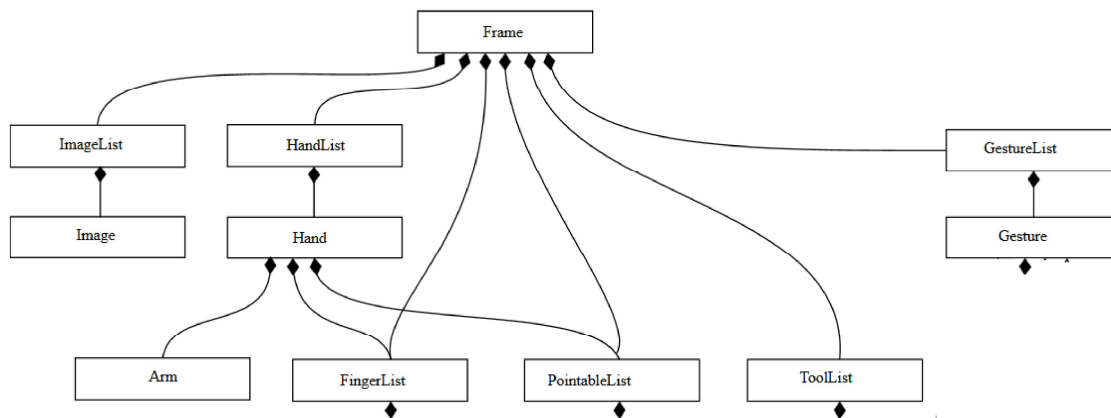 Frame
ImageList
HandList
GestureList
Image
Hand
Gesture
Arm
FingerList
PointableList
ToolList